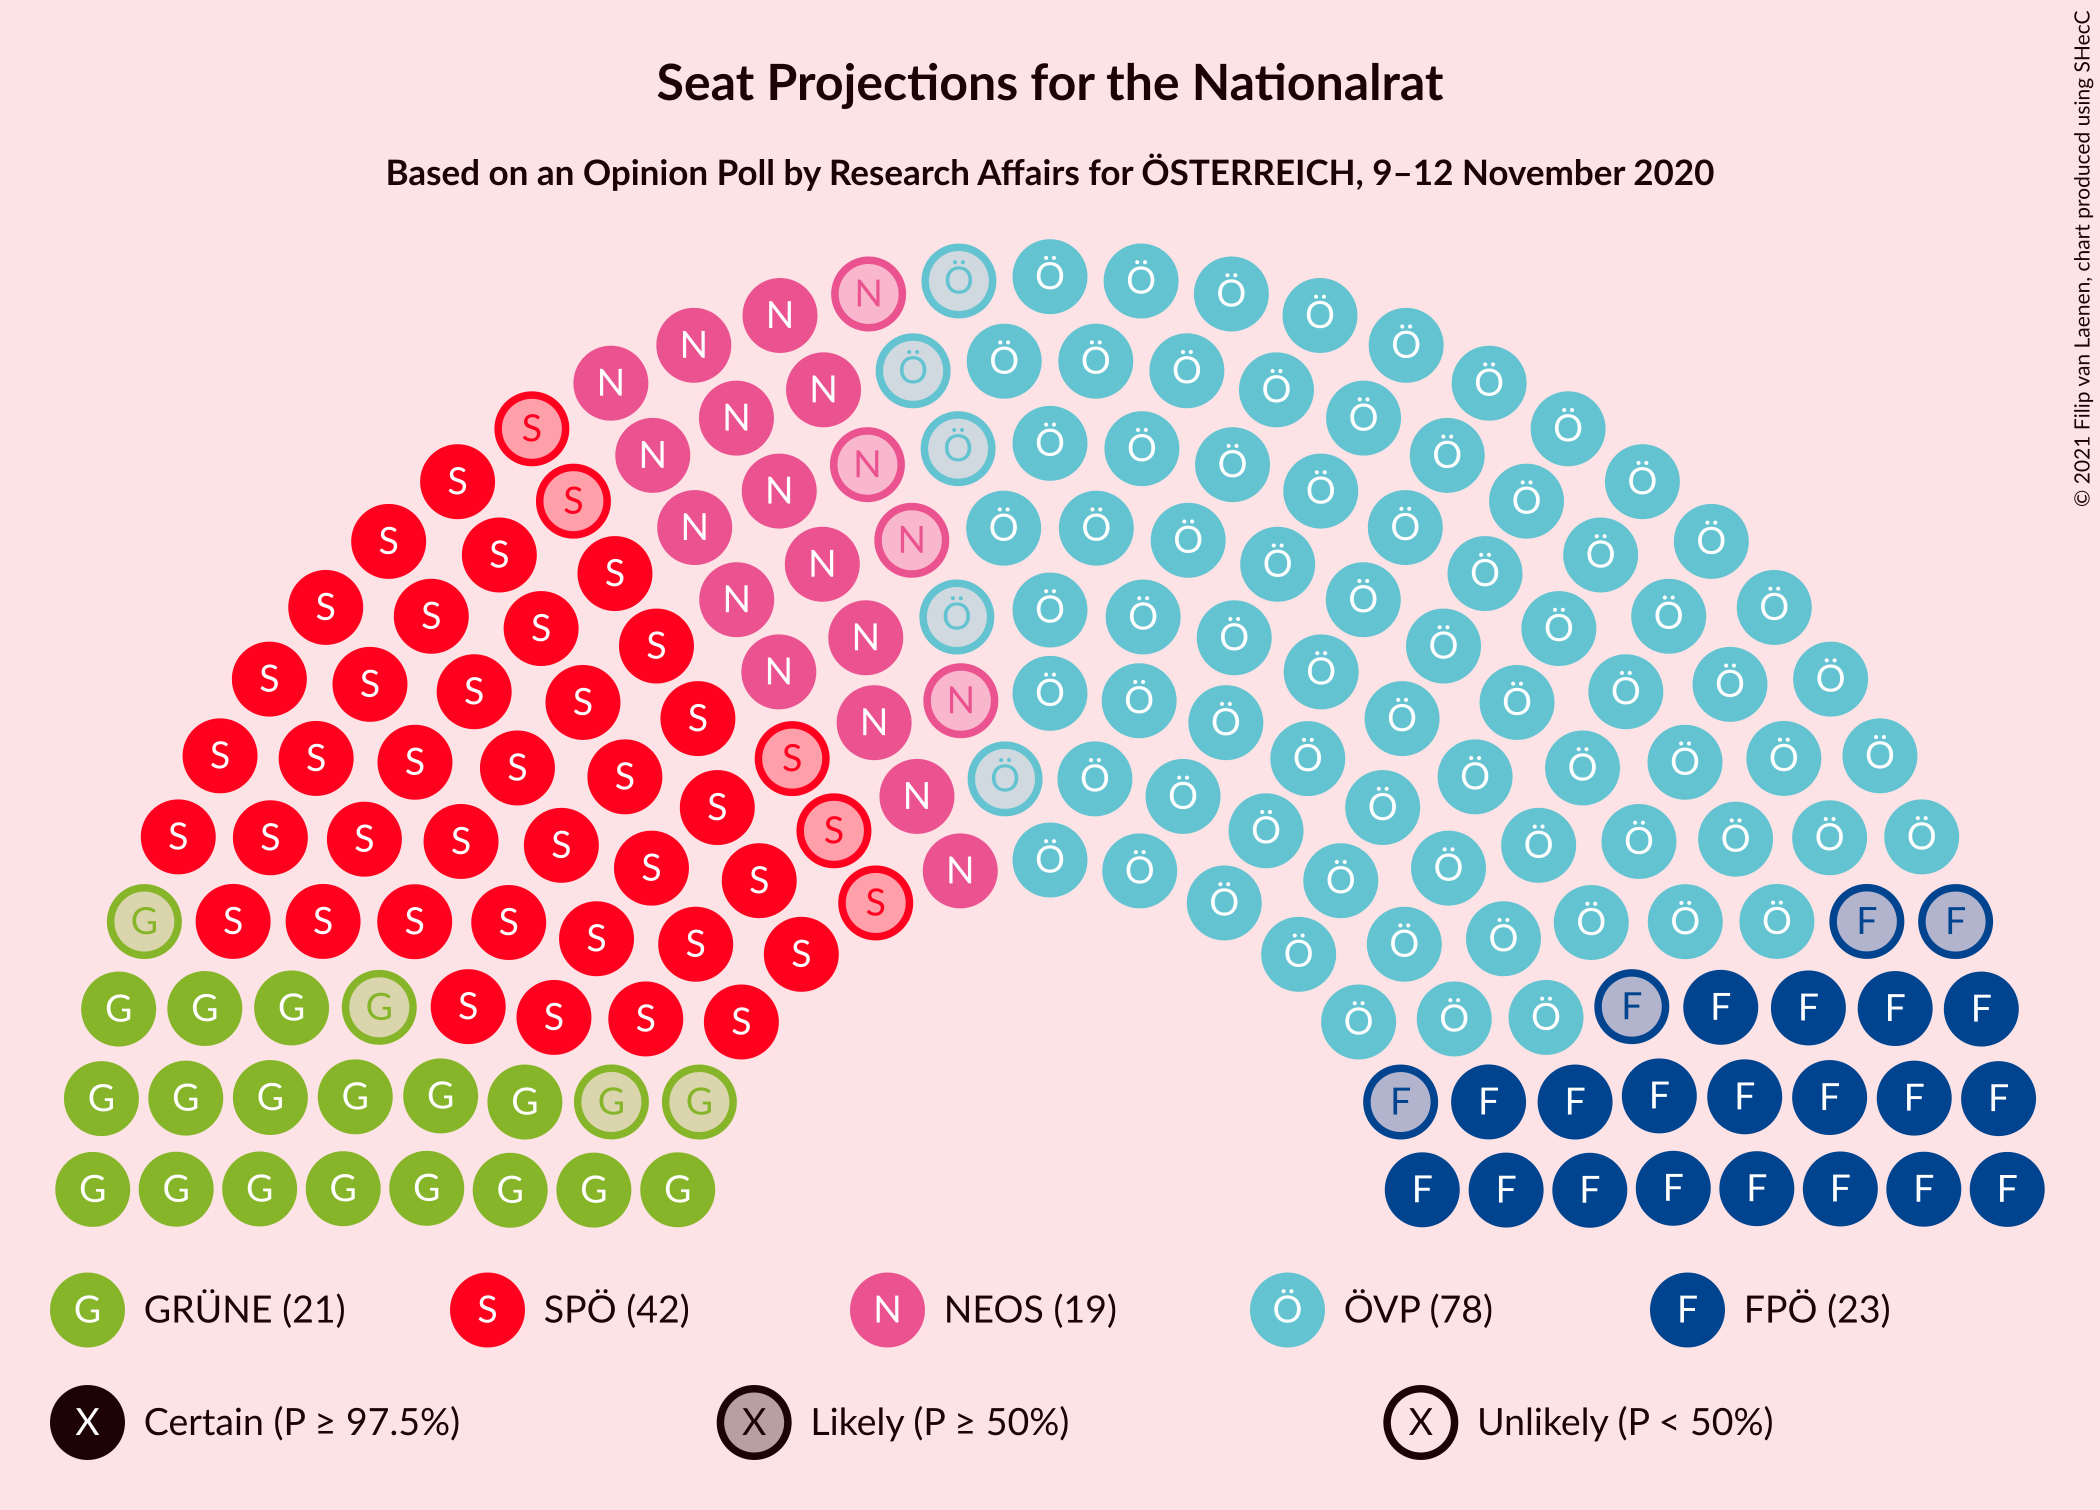 Seat Projections for the Nationalrat
Based on an Opinion Poll by Research Affairs for ÖSTERREICH, 9–12 November 2020
© 2021 Filip van Laenen, chart produced using SHecC
N Ö Ö Ö Ö Ö
N Ö
N Ö
N Ö Ö Ö Ö Ö
N N Ö
S N Ö Ö
N Ö Ö Ö Ö Ö
N N Ö Ö
S S N Ö Ö Ö
S N Ö Ö
S N N Ö Ö Ö Ö Ö Ö Ö
S N Ö Ö Ö
S S N Ö Ö Ö Ö
S S N Ö Ö Ö Ö Ö Ö Ö
S S N Ö Ö Ö
S S S N Ö Ö Ö Ö
S S N Ö Ö Ö Ö Ö
S S N Ö Ö Ö Ö
S S S S S S Ö Ö Ö Ö Ö Ö
S S N Ö Ö Ö Ö
S S S S S S Ö Ö Ö Ö Ö Ö Ö
S S N Ö Ö Ö Ö Ö
S S Ö Ö
G S S S S Ö Ö Ö F F
S S S Ö Ö Ö
G G G G S S S S Ö Ö Ö F F F F F
G G G G G G G G F F F F F F F F
G G G G G G G G F F F F F F F F
G GRÜNE (21)
S SPÖ (42)
N NEOS (19)
Ö ÖVP (78)
F FPÖ (23)
X Certain (P ≥ 97.5%)
X Likely (P ≥ 50%)
X Unlikely (P < 50%)